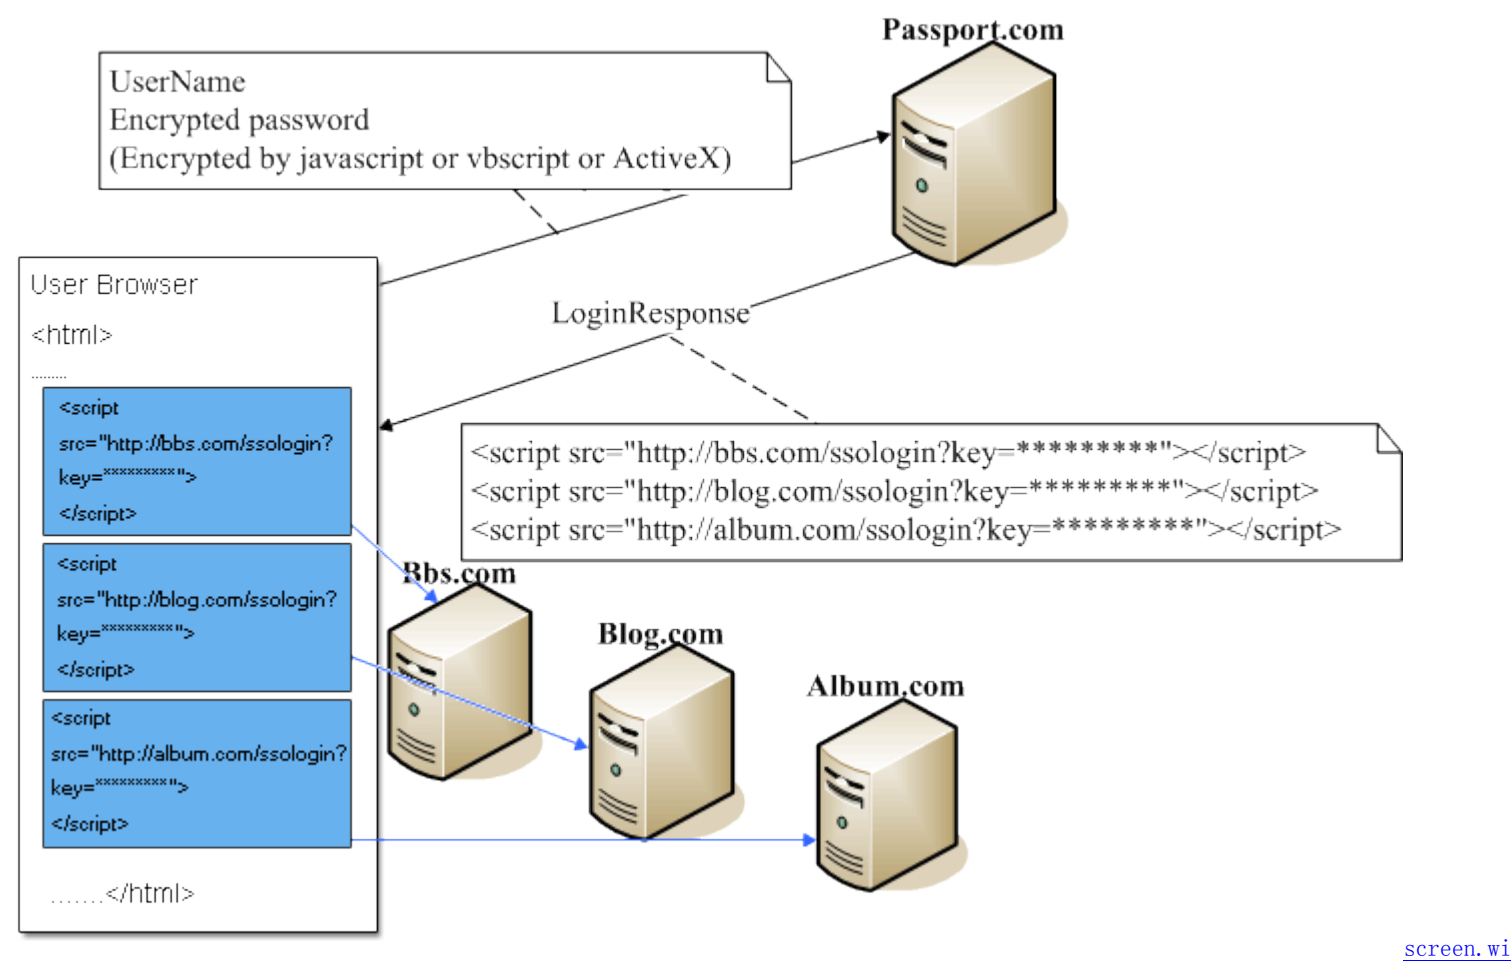 Passport.com
UserName
Encrypted password
(Encrypted by javascript or vbscript or ActiveX)
User Browser
<html>
.........
LoginResponse
<script
src="http://bbs.com/ssologin?
key=*********">
</script>
<script src="http://bbs.com/ssologin?key=*********"></script>
<script src="http://blog.com/ssologin?key=*********"></script>
<script src="http://album.com/ssologin?key=*********"></script>
<script
src="http://blog.com/ssologin?
key=*********">
</script>
Bbs.com
Blog.com
Album.com
<script
src="http://album.com/ssologin?
key=*********">
</script>
.......</html>
screen.wi